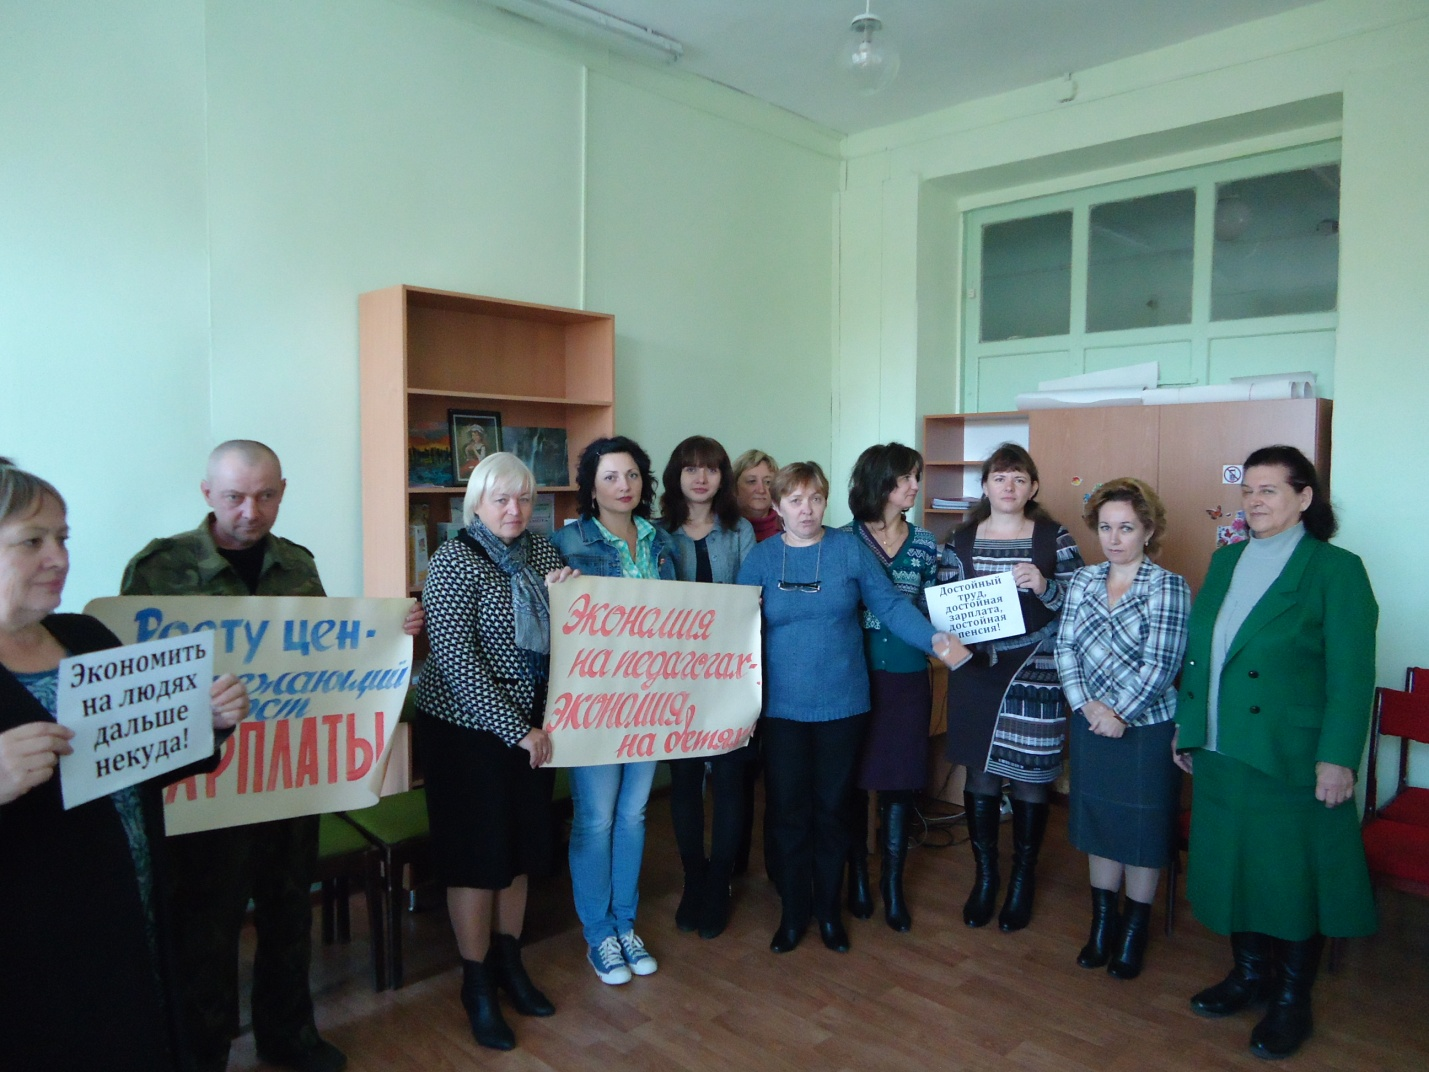 Экономить
на людях
дальше
некуда!
Росту цен-
ЗАРПЛАТЫ
Экономия
на педагогах-
экономия
на детях
Достойный
труд,
достойная
зарплата,
достойная
пенсия!